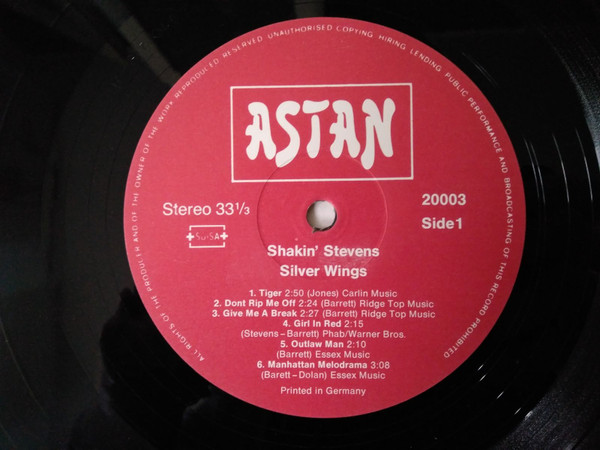 ALL RIGHTS OF THE PRODUCER AND OF THE OWNER OF THE WORK REPRODUCED RESERVED UNAUTHORISED COPYING, HIRING, LENDING, PUBLIC PERFORMANCE AND BROADCASTING OF THIS RECORD PROHIBITED
ASTAN
Stereo 33 1/3
20003
SUISA
Side1
Shakin' Stevens
Silver Wings
1. Tiger 2:50 (Jones) Carlin Music
2. Dont Rip Me Off 2:24 (Barrett) Ridge Top Music
3. Give Me A Break 2:27 (Barrett) Ridge Top Music
4. Girl In Red 2:15
(Stevens–Barrett) Phab/Warner Bros.
5. Outlaw Man 2:10
(Barrett) Essex Music
6. Manhattan Melodrama 3:08
(Barett–Dolan) Essex Music
Printed in Germany